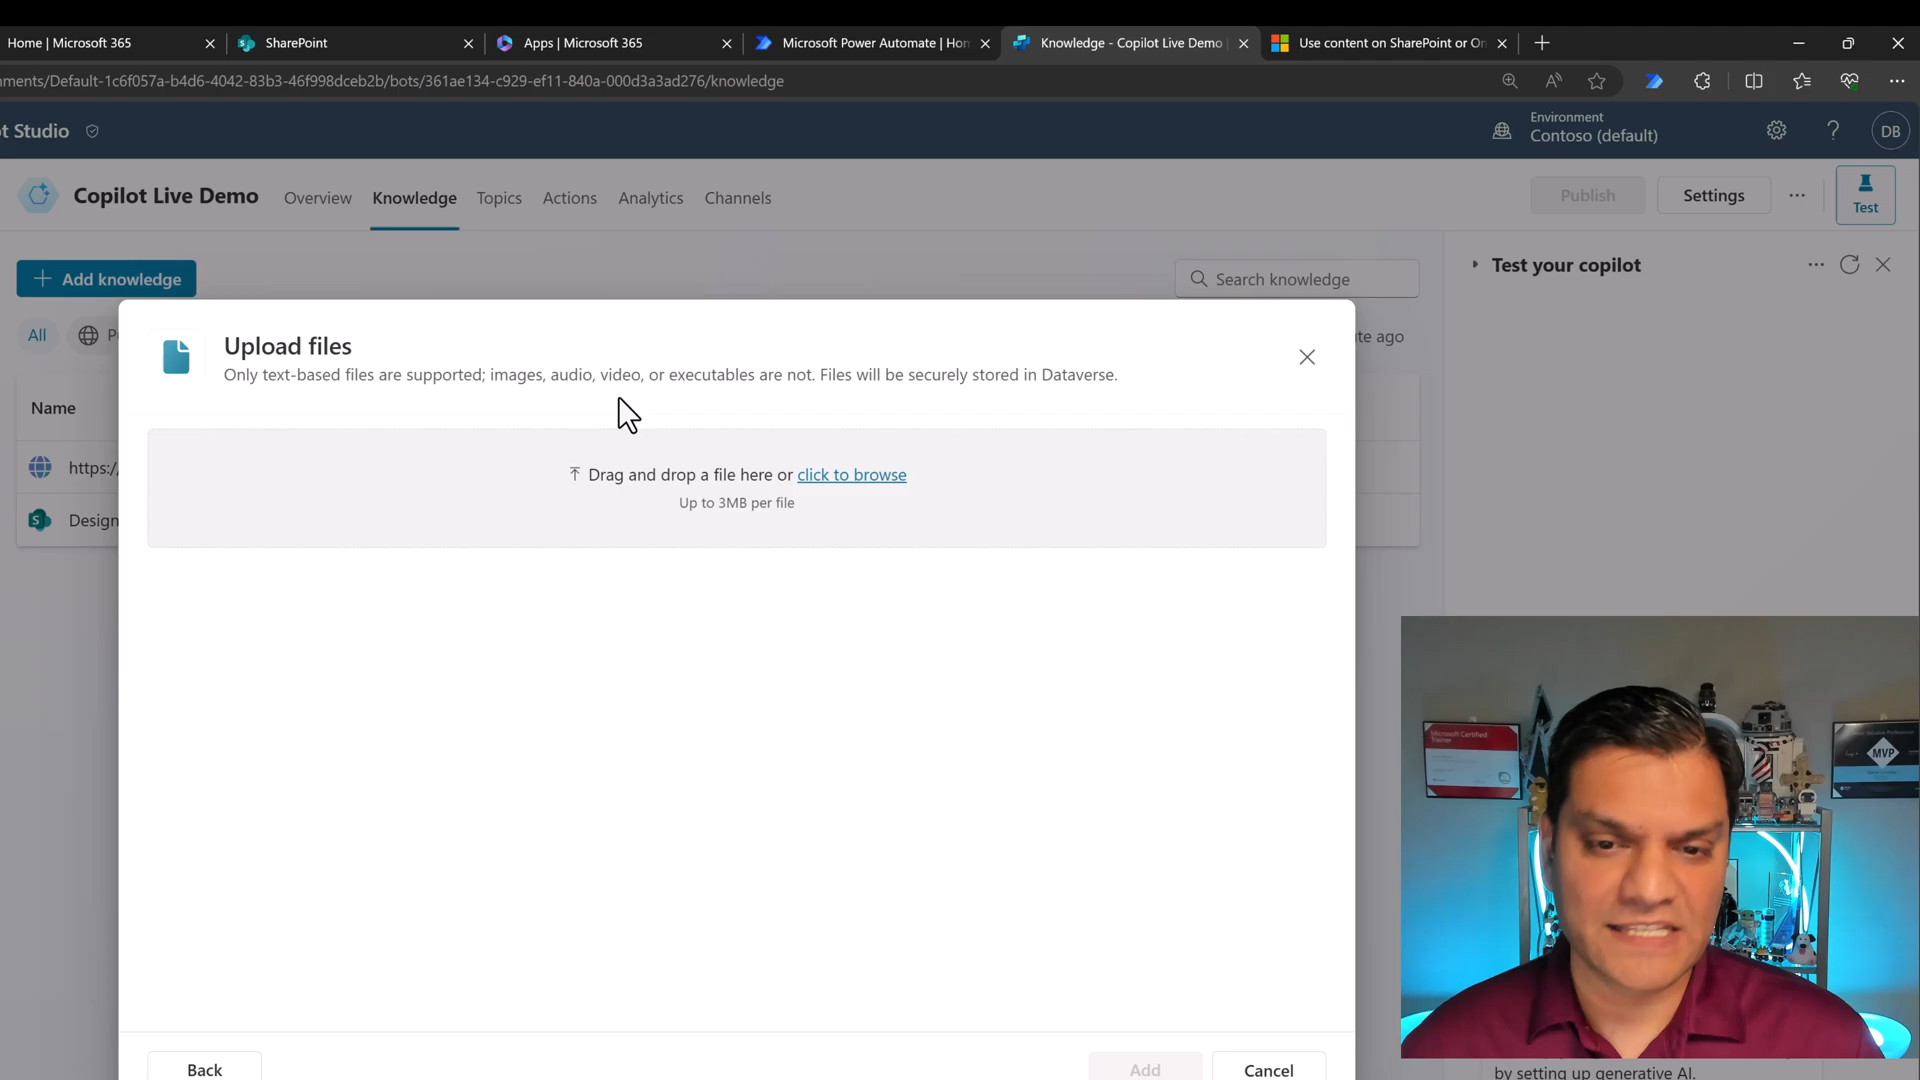 Home | Microsoft 365
SharePoint
Apps | Microsoft 365
Microsoft Power Automate | Hon
Knowledge - Copilot Live Demo
Use content on SharePoint or On
nments/Default-1c6f057a-b4d6-4042-83b3-46f998dceb2b/bots/361ae134-c929-ef11-840a-000d3a3ad276/knowledge
t Studio
Environment
Contoso (default)
DB
Copilot Live Demo
Overview
Knowledge
Topics
Actions
Analytics
Channels
Publish
Settings
Test
Add knowledge
Search knowledge
Test your copilot
All
P
te ago
Upload files
Only text-based files are supported; images, audio, video, or executables are not. Files will be securely stored in Dataverse.
Name
Drag and drop a file here or click to browse
Up to 3MB per file
https:/
Design
Microsoft Certified
Trainer
MVP
Back
Add
Cancel
by setting up generative AI.